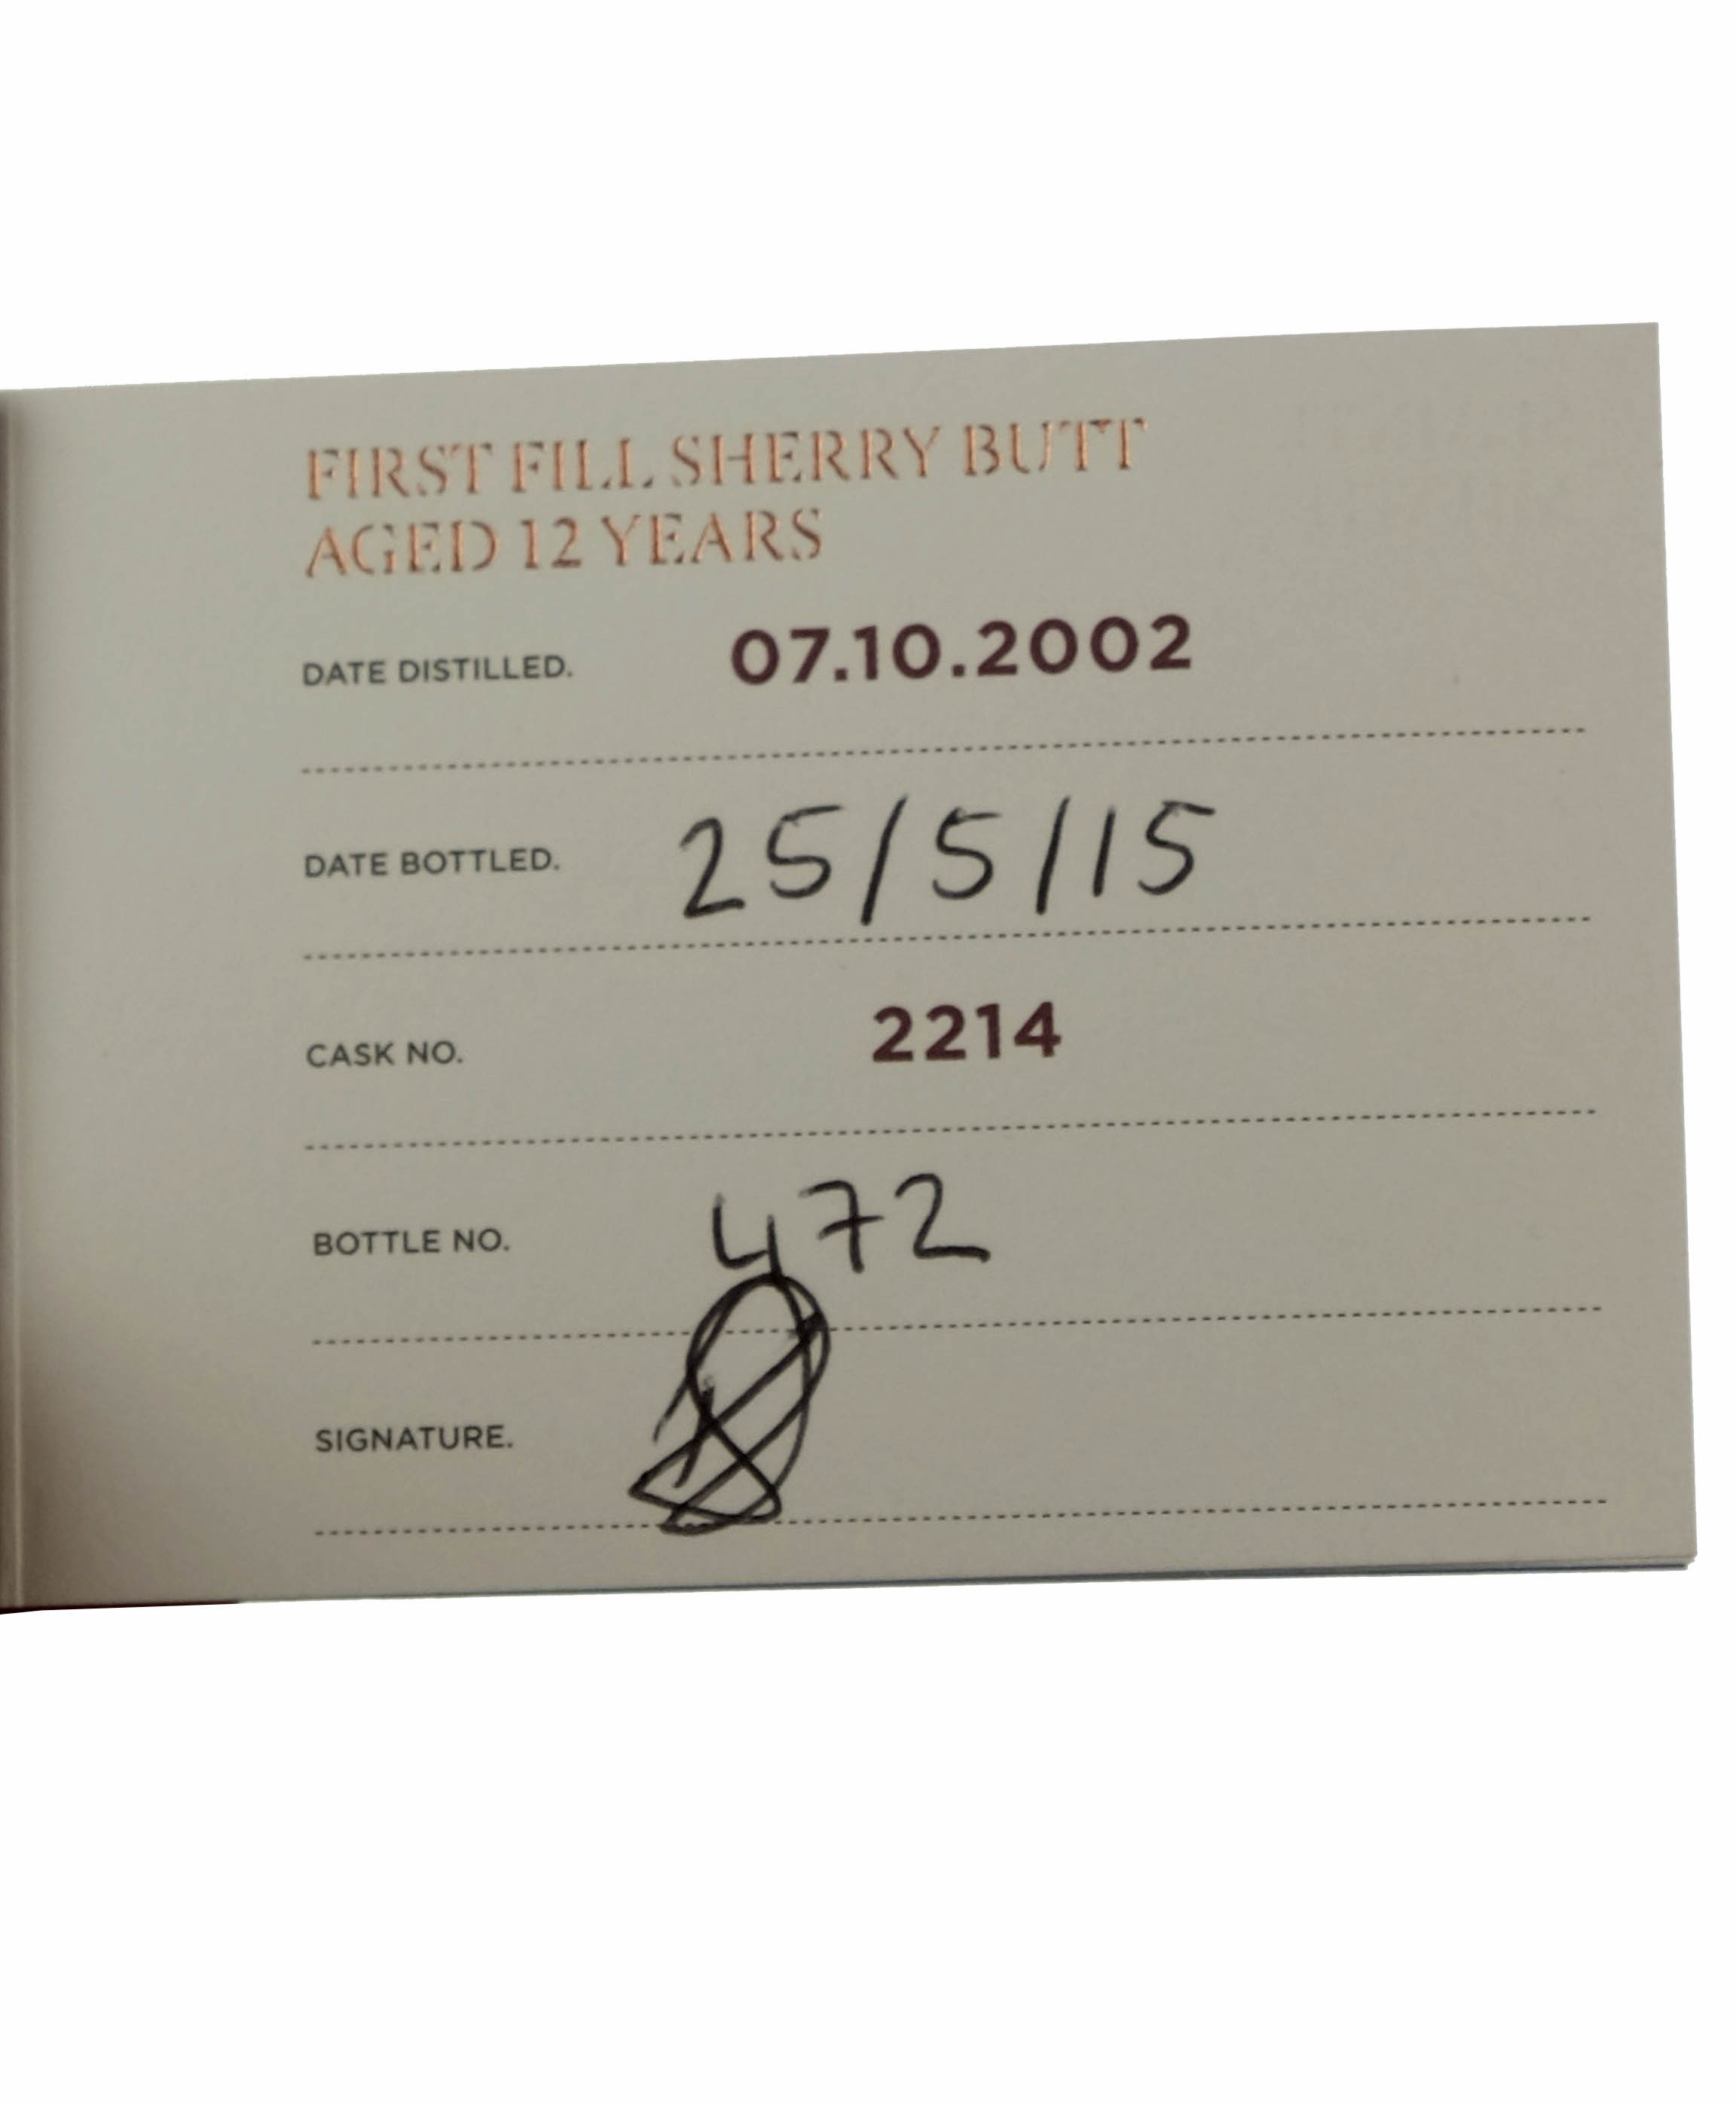 FIRST FILL SHERRY BUTT
AGED 12 YEARS
DATE DISTILLED. 07.10.2002
DATE BOTTLED. 25/5/15
CASK NO. 2214
BOTTLE NO. 472
SIGNATURE.